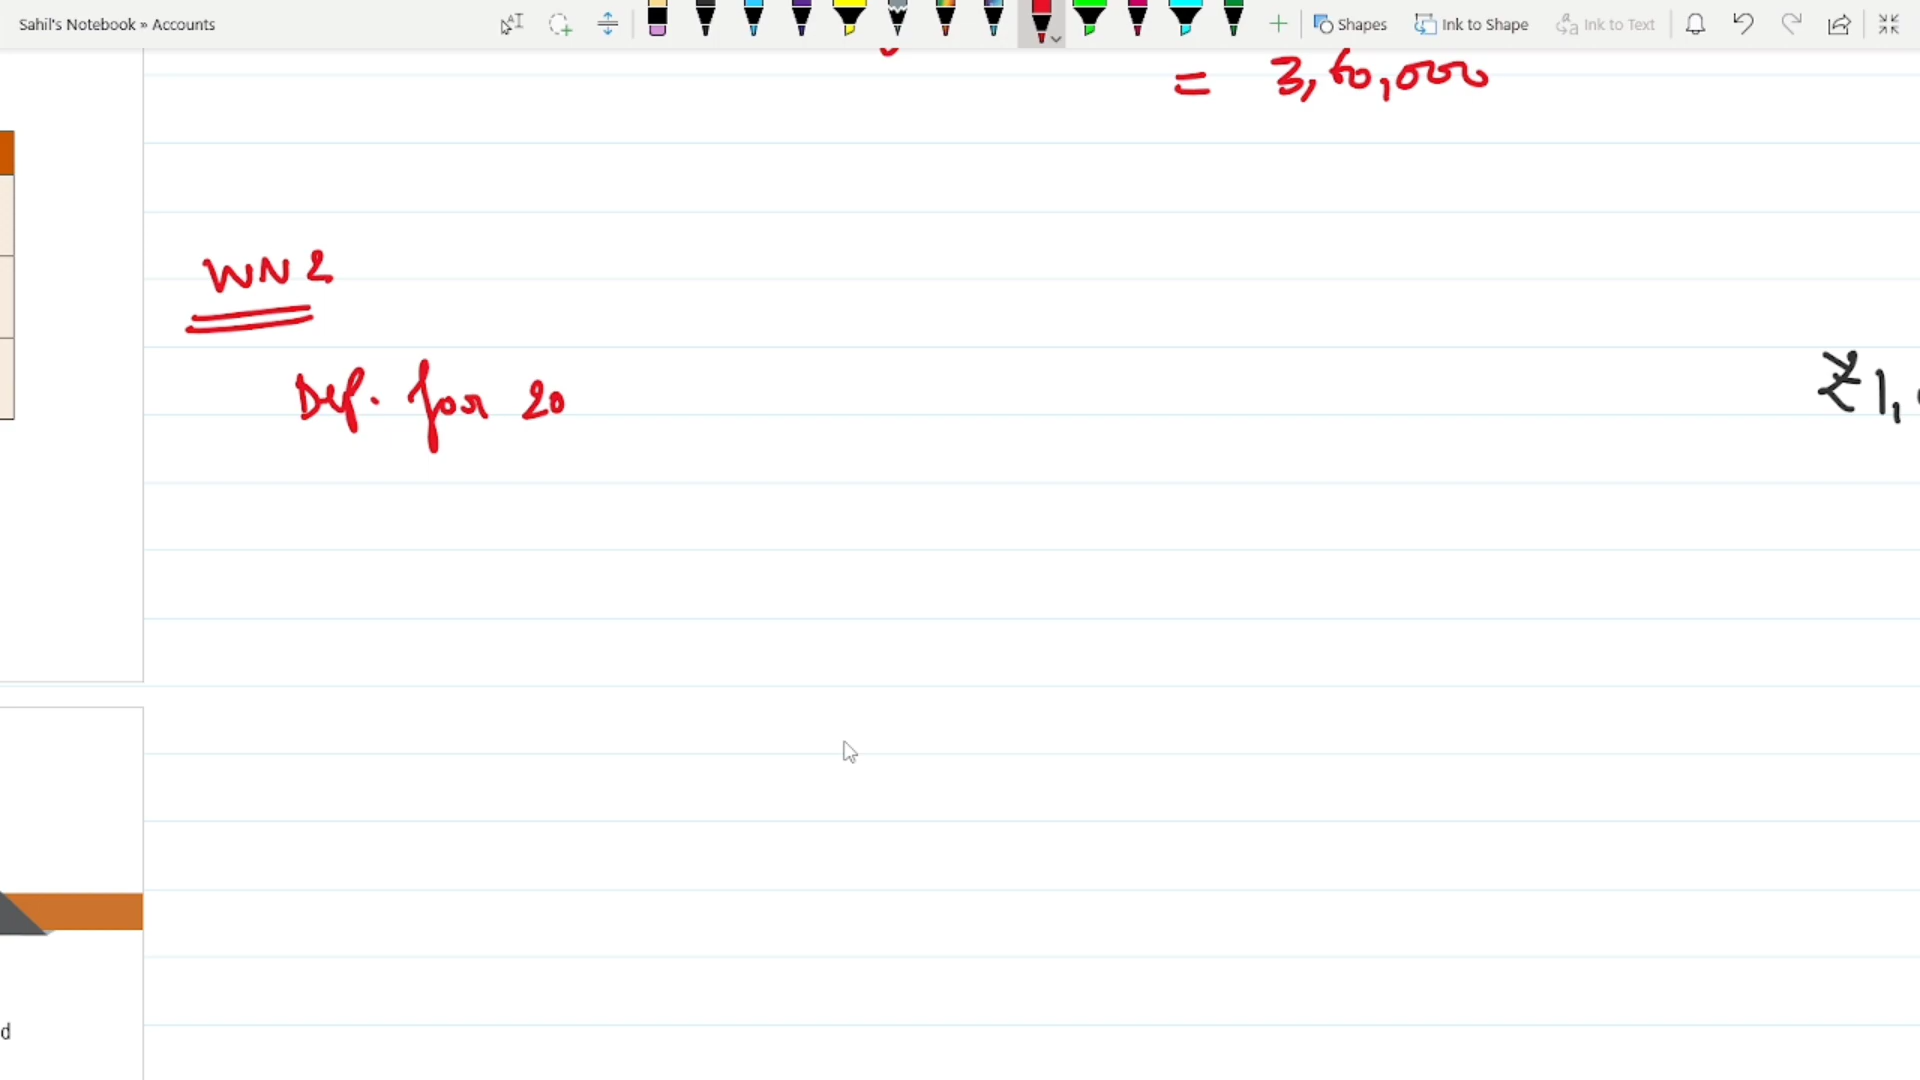 Sahil's Notebook » Accounts
Shapes
Ink to Shape
Ink to Text
= 3,60,000
WN 2
Dep. for 20
₹1,
d